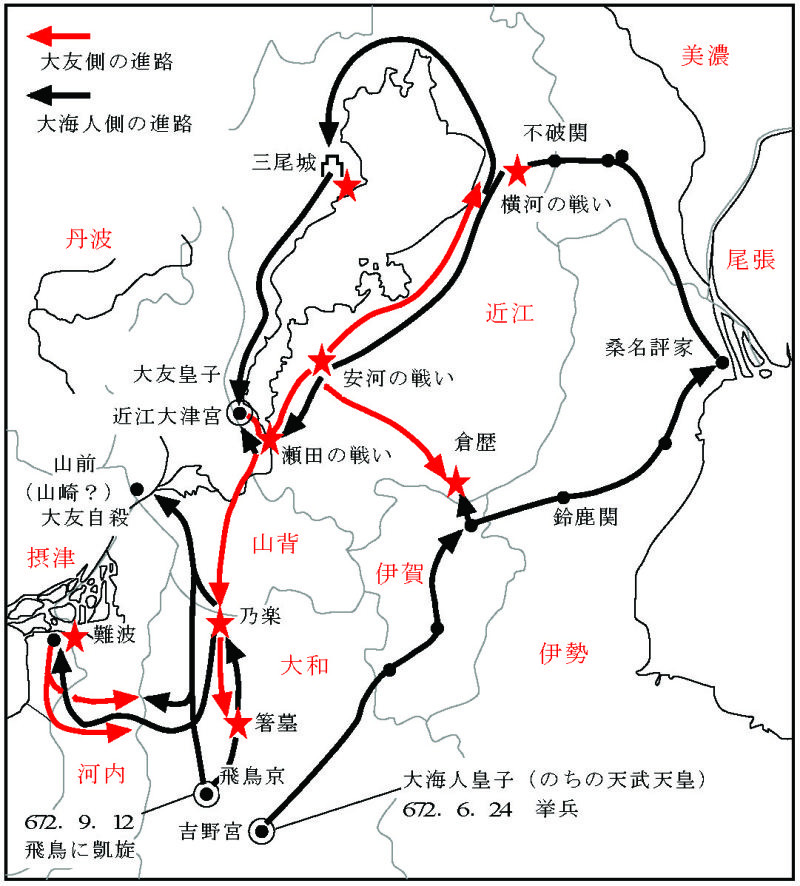 大友側の進路
大海人側の進路
美濃
不破関
三尾城
横河の戦い
丹波
尾張
近江
桑名評家
大友皇子
安河の戦い
近江大津宮
瀬田の戦い
倉歴
山前
（山崎？）
大友自殺
鈴鹿関
山背
摂津
伊賀
乃楽
難波
大和
伊勢
箸墓
河内
飛鳥京
大海人皇子（のちの天武天皇）
672. 6. 24 挙兵
672. 9. 12
飛鳥に凱旋
吉野宮